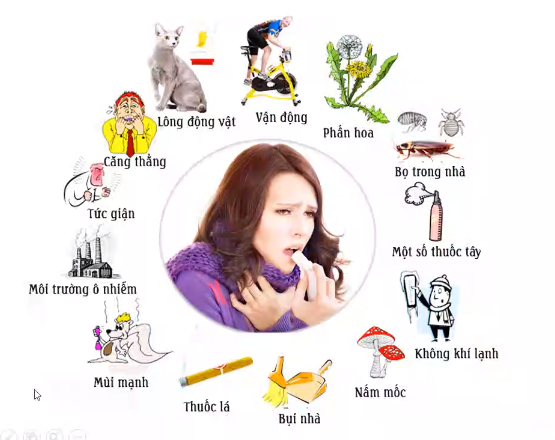 Lông động vật
Vận động
Phấn hoa
Căng thẳng
Bọ trong nhà
Tức giận
Một số thuốc tây
Môi trường ô nhiễm
Không khí lạnh
Mùi mạnh
Nấm mốc
Thuốc lá
Bụi nhà